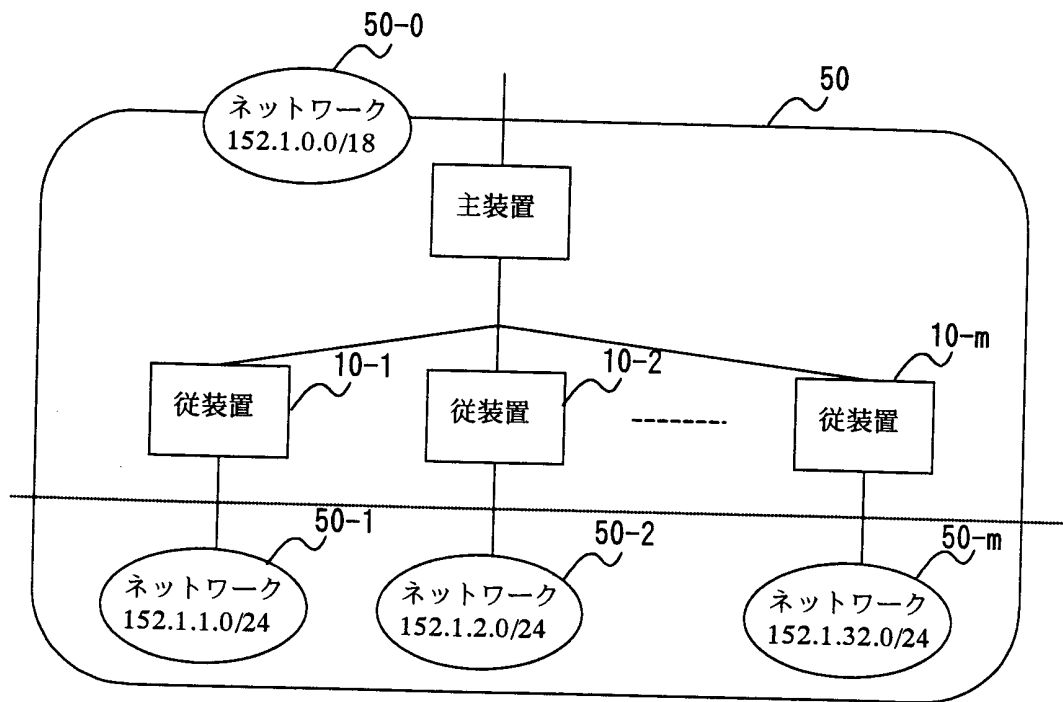 50-0
ネットワーク
152.1.0.0/18
50
主装置
10-1
10-2
10-m
従装置
従装置
従装置
50-1
50-2
50-m
ネットワーク
152.1.1.0/24
ネットワーク
152.1.2.0/24
ネットワーク
152.1.32.0/24